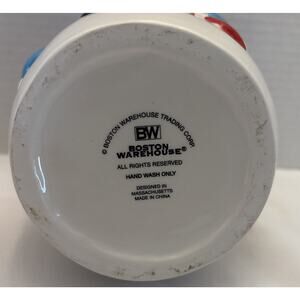 © BOSTON WAREHOUSE TRADING CORP.
BW
BOSTON
WAREHOUSE®
ALL RIGHTS RESERVED
HAND WASH ONLY
DESIGNED IN
MASSACHUSETTS
MADE IN CHINA